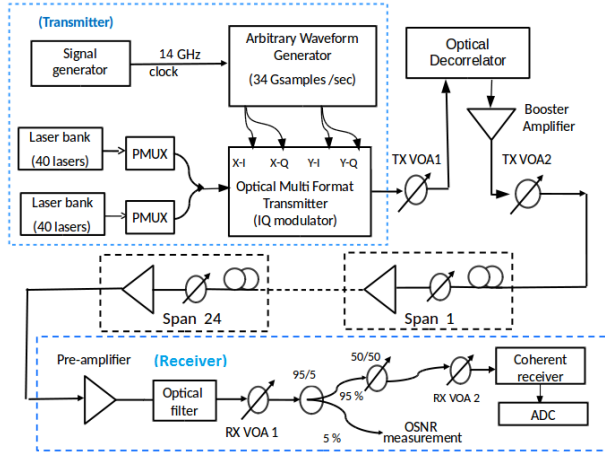 (Transmitter)
Signal
generator
14 GHz
clock
Arbitrary Waveform
Generator
(34 Gsamples /sec)
Optical
Decorrelator
Booster
Amplifier
Laser bank
(40 lasers)
PMUX
Laser bank
(40 lasers)
PMUX
X-I X-Q Y-I Y-Q
Optical Multi Format
Transmitter
(IQ modulator)
TX VOA1
TX VOA2
Span 24
Span 1
Pre-amplifier
(Receiver)
Optical
filter
RX VOA 1
95/5
95 %
5 %
50/50
OSNR
measurement
RX VOA 2
Coherent
receiver
ADC